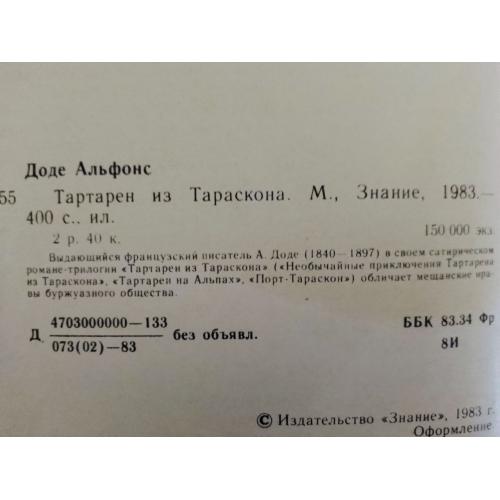 Доде Альфонс
55 Тартарен из Тараскона. М., Знание, 1983.—
400 с.. ил.
2 р. 40 к. 150 000 экз
Выдающийся французский писатель А. Доде (1840—1897) в своем сатирическом
романе-трилогии «Тартарен из Тараскона» («Необычайные приключения Тартарена
из Тараскона», «Тартарен на Альпах», «Порт-Тараскон») обличает мещанские нра-
вы буржуазного общества.
4703000000—133
Д без объявл.
073(02)—83
ББК 83.34 Фр
8И
© Издательство «Знание», 1983 г.
Оформление